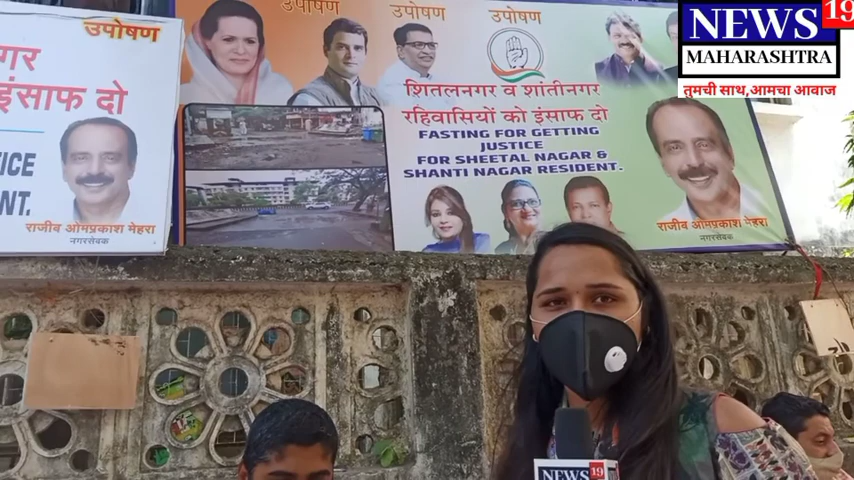 उपोषण
गर
इंसाफ दो
TICE
NT.
राजीव ओमप्रकाश मेहरा
नगरसेवक
उपोषण
उपोषण
उपोषण
शितलनगर व शांतीनगर
रहिवासियों को इंसाफ दो
FASTING FOR GETTING
JUSTICE
FOR SHEETAL NAGAR &
SHANTI NAGAR RESIDENT.
राजीव ओमप्रकाश मेहरा
नगरसेवक
NEWS 19
MAHARASHTRA
तुमची साथ,आमचा आवाज
NEWS 19